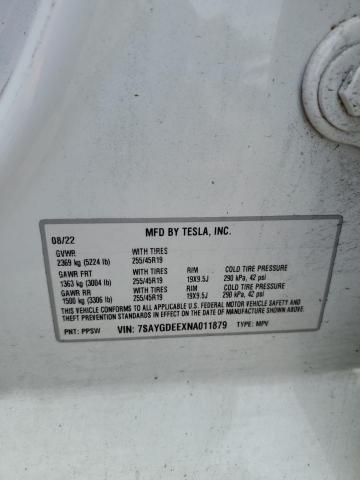 MFD BY TESLA, INC.
08/22
GVWR WITH TIRES
2369 kg (5224 lb) 255/45R19
GAWR FRT WITH TIRES RIM COLD TIRE PRESSURE
1363 kg (3004 lb) 255/45R19 19X9.5J 290 kPa, 42 psi
GAWR RR WITH TIRES RIM COLD TIRE PRESSURE
1500 kg (3306 lb) 255/45R19 19X9.5J 290 kPa, 42 psi
THIS VEHICLE CONFORMS TO ALL APPLICABLE FEDERAL MOTOR VEHICLE SAFETY AND
THEFT PREVENTION STANDARDS IN EFFECT ON THE DATE OF MANUFACTURE SHOWN
ABOVE.
PNT: PPSW VIN: 7SAYGDEEXNA011879 TYPE: MPV